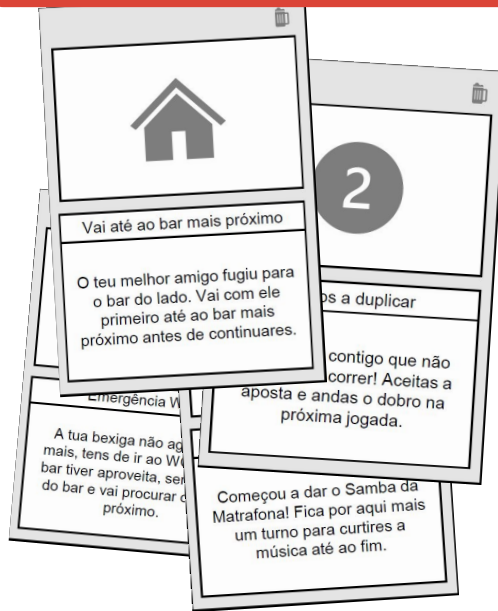 Vai até ao bar mais próximo
O teu melhor amigo fugiu para
o bar do lado. Vai com ele
primeiro até ao bar mais
próximo antes de continuares.
2
a duplicar
contigo que não
correr! Aceitas a
aposta e andas o dobro na
próxima jogada.
Emergência
A tua bexiga não
mais, tens de ir ao
bar tiver aproveita,
do bar e vai procurar
próximo.
Começou a dar o Samba da
Matrafona! Fica por aqui mais
um turno para curtires a
música até ao fim.